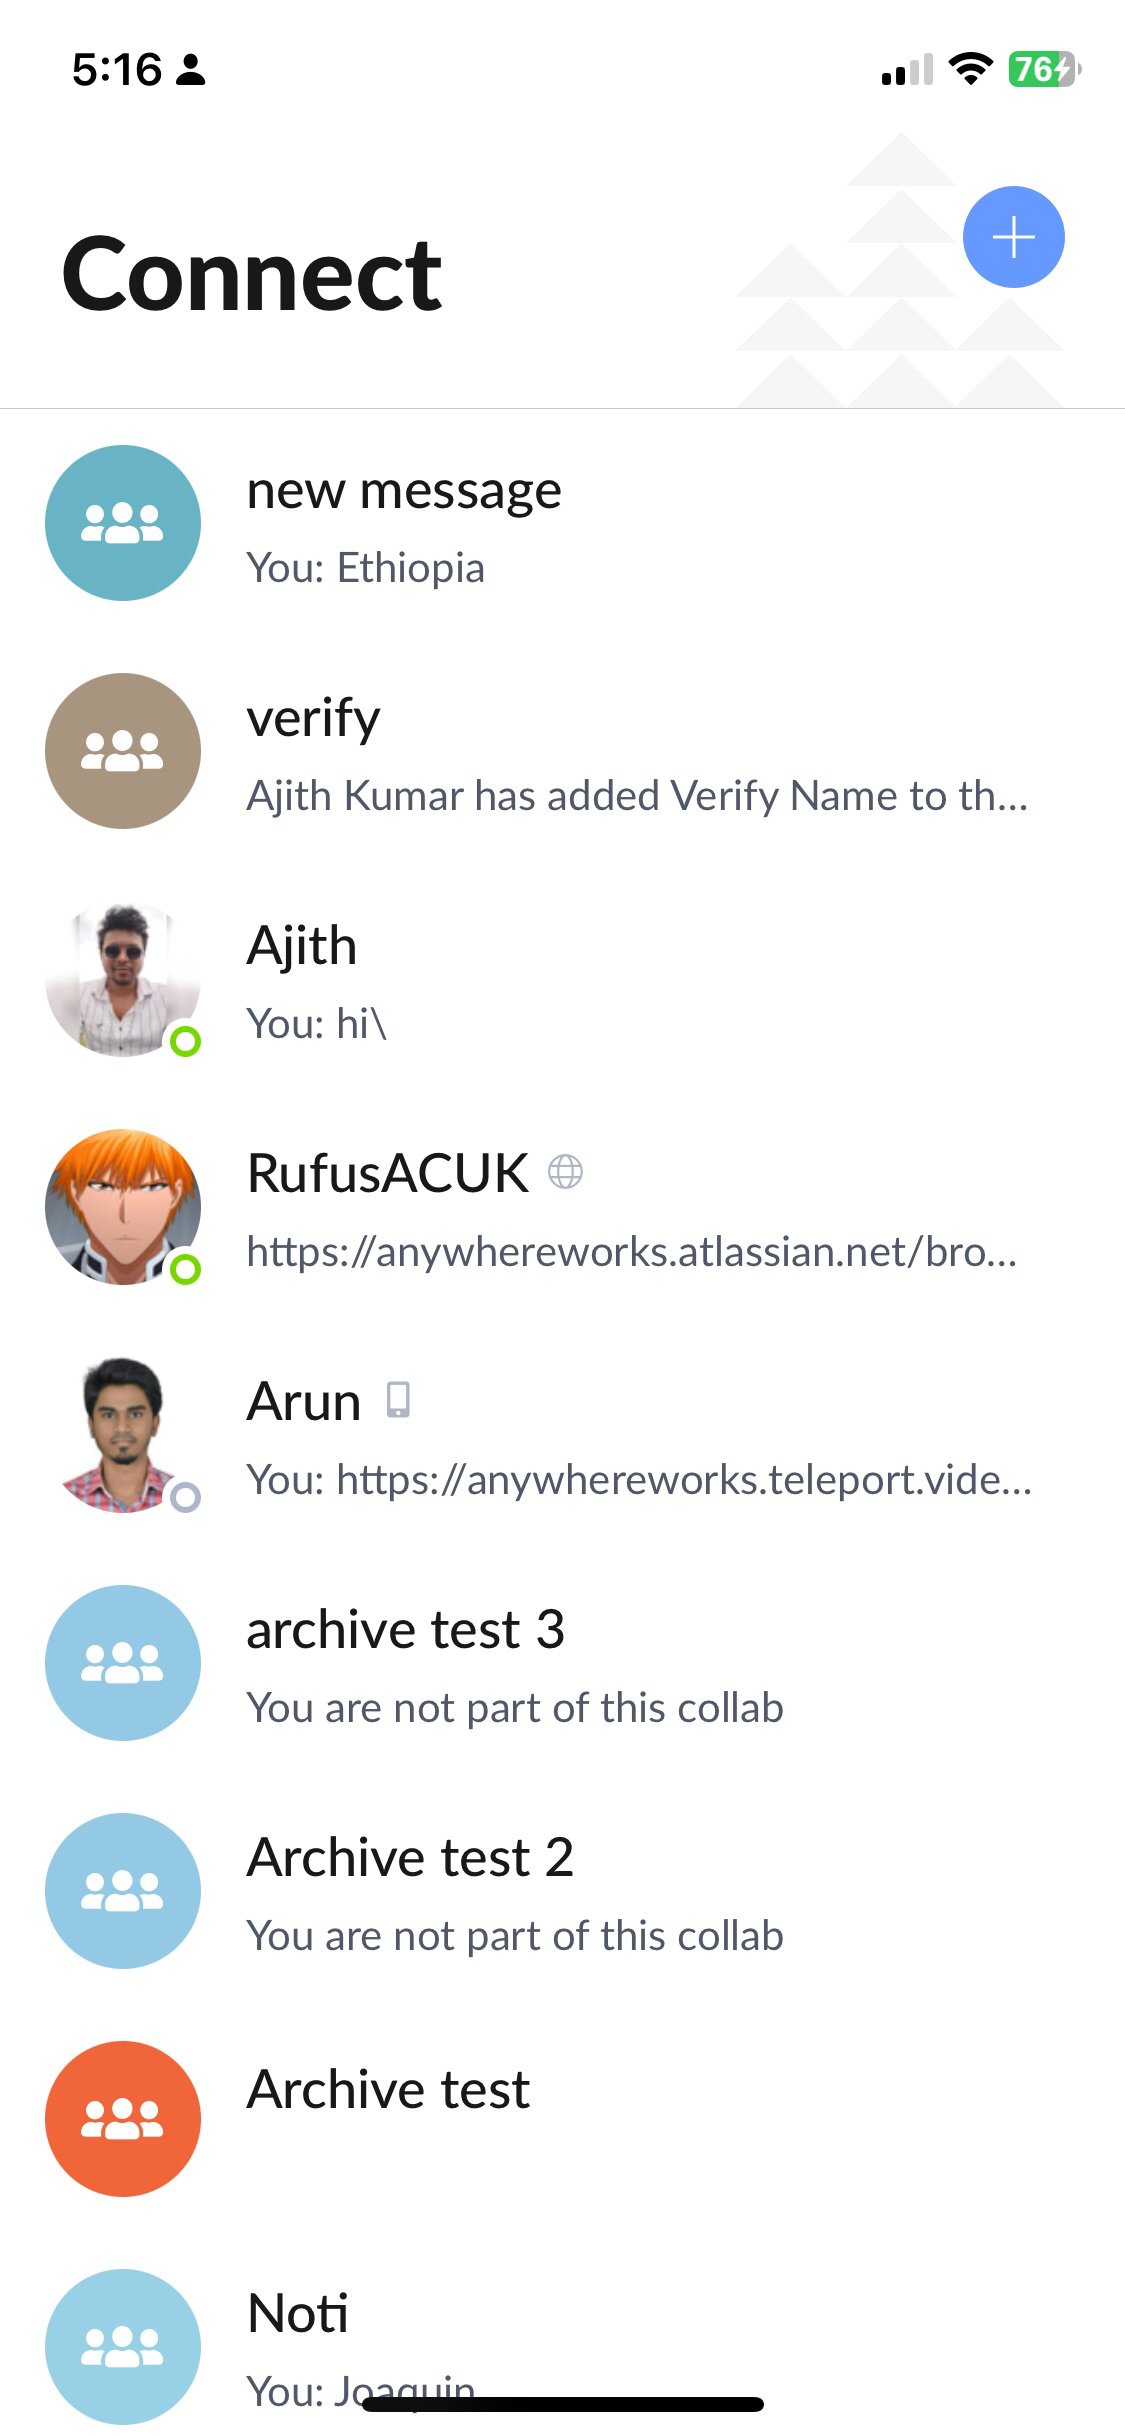 5:16
76
Connect
new message
You: Ethiopia
verify
Ajith Kumar has added Verify Name to th...
Ajith
You: hi\
RufusACUK
https://anywhereworks.atlassian.net/bro...
Arun
You: https://anywhereworks.teleport.vide...
archive test 3
You are not part of this collab
Archive test 2
You are not part of this collab
Archive test
Noti
You: Joaquin